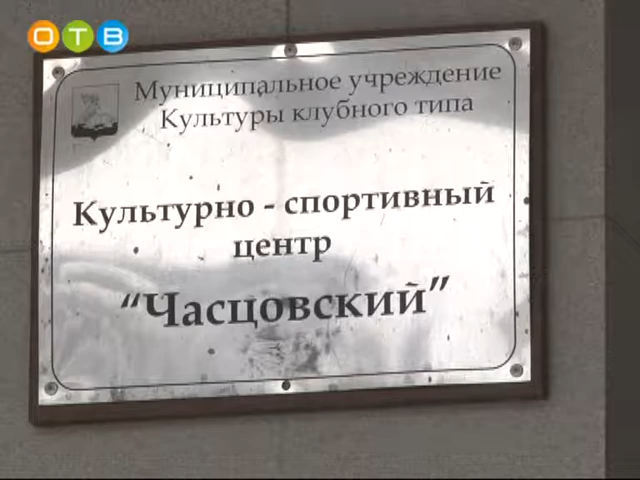 ОТВ
Муниципальное учреждение
Культуры клубного типа
Культурно - спортивный
центр
“Часцовский”